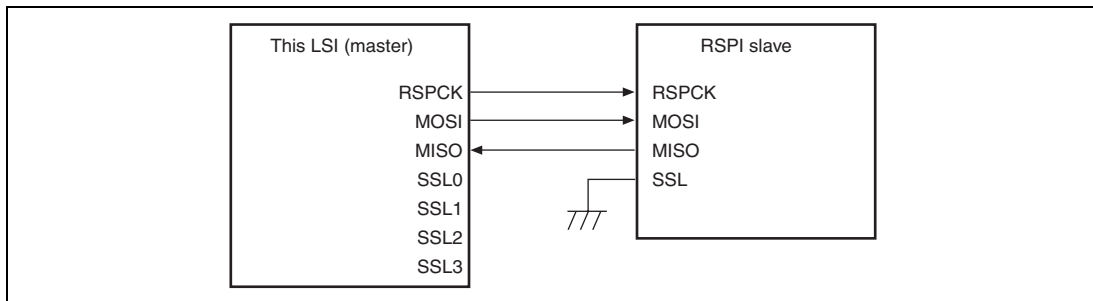 This LSI (master)
RSPCK
MOSI
MISO
SSL0
SSL1
SSL2
SSL3
RSPI slave
RSPCK
MOSI
MISO
SSL